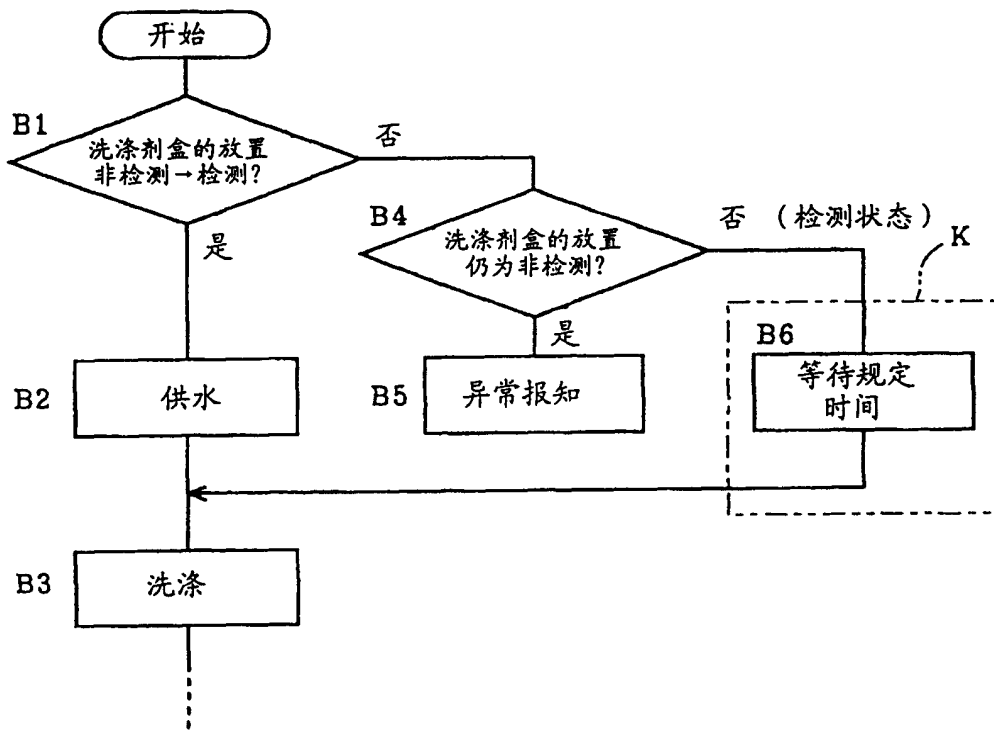 开始
B1
洗涤剂盒的放置
非检测→检测?
否
是
B4
洗涤剂盒的放置
仍为非检测?
否 (检测状态)
K
是
B2
供水
B5
异常报知
B6
等待规定
时间
B3
洗涤